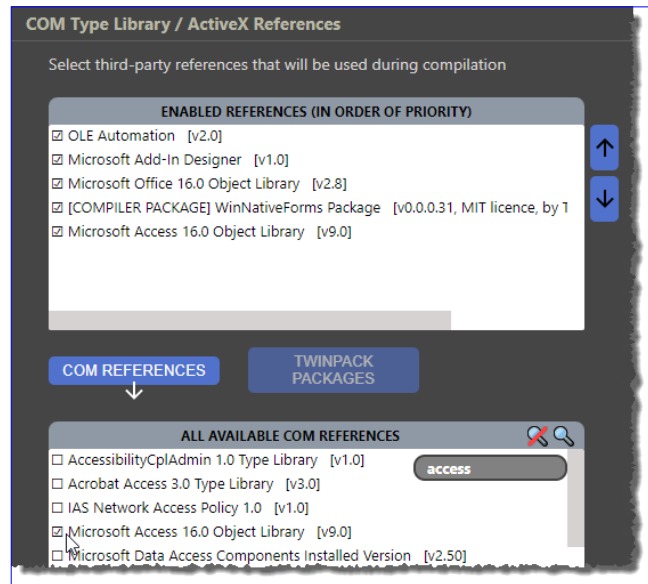 COM Type Library / ActiveX References
Select third-party references that will be used during compilation
ENABLED REFERENCES (IN ORDER OF PRIORITY)
OLE Automation [v2.0]
Microsoft Add-In Designer [v1.0]
Microsoft Office 16.0 Object Library [v2.8]
[COMPILER PACKAGE] WinNativeForms Package [v0.0.0.31, MIT licence, by T
Microsoft Access 16.0 Object Library [v9.0]
COM REFERENCES
TWINPACK
PACKAGES
ALL AVAILABLE COM REFERENCES
AccessibilityCplAdmin 1.0 Type Library [v1.0]
access
Acrobat Access 3.0 Type Library [v3.0]
IAS Network Access Policy 1.0 [v1.0]
Microsoft Access 16.0 Object Library [v9.0]
Microsoft Data Access Components Installed Version [v2.50]